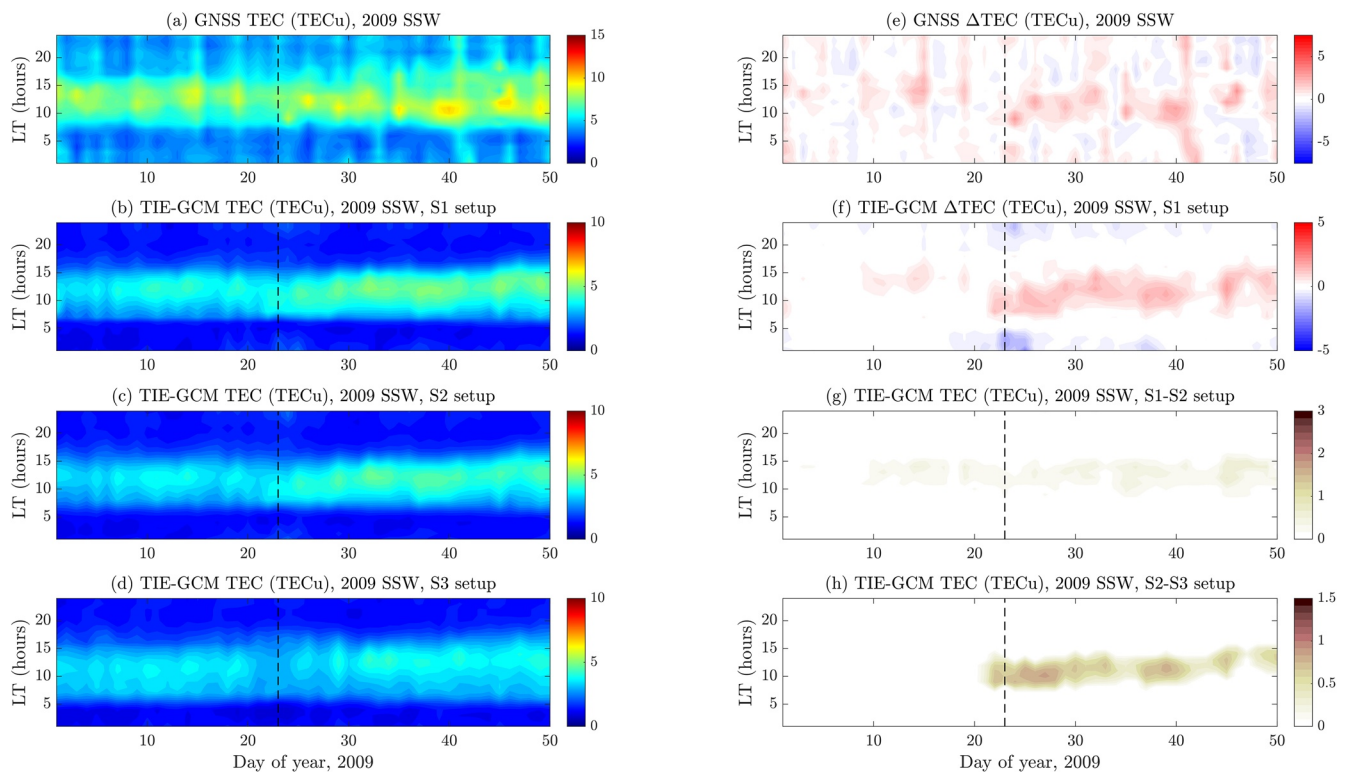 (a) GNSS TEC (TECu), 2009 SSW
LT (hours)
20
15
10
5
10 20 30 40 50
15
10
5
0
(b) TIE-GCM TEC (TECu), 2009 SSW, S1 setup
LT (hours)
20
15
10
5
10 20 30 40 50
10
5
0
(c) TIE-GCM TEC (TECu), 2009 SSW, S2 setup
LT (hours)
20
15
10
5
10 20 30 40 50
10
5
0
(d) TIE-GCM TEC (TECu), 2009 SSW, S3 setup
LT (hours)
20
15
10
5
10 20 30 40 50
Day of year, 2009
10
5
0
(e) GNSS ΔTEC (TECu), 2009 SSW
LT (hours)
20
15
10
5
10 20 30 40 50
5
0
-5
(f) TIE-GCM ΔTEC (TECu), 2009 SSW, S1 setup
LT (hours)
20
15
10
5
10 20 30 40 50
5
0
-5
(g) TIE-GCM TEC (TECu), 2009 SSW, S1-S2 setup
LT (hours)
20
15
10
5
10 20 30 40 50
3
2
1
0
(h) TIE-GCM TEC (TECu), 2009 SSW, S2-S3 setup
LT (hours)
20
15
10
5
10 20 30 40 50
Day of year, 2009
1.5
1
0.5
0